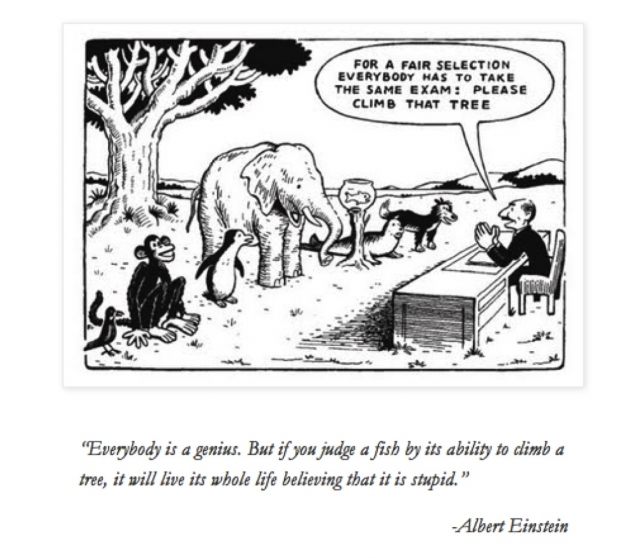 FOR A FAIR SELECTION
EVERYBODY HAS TO TAKE
THE SAME EXAM: PLEASE
CLIMB THAT TREE
“Everybody is a genius. But if you judge a fish by its ability to climb a
tree, it will live its whole life believing that it is stupid.”
-Albert Einstein